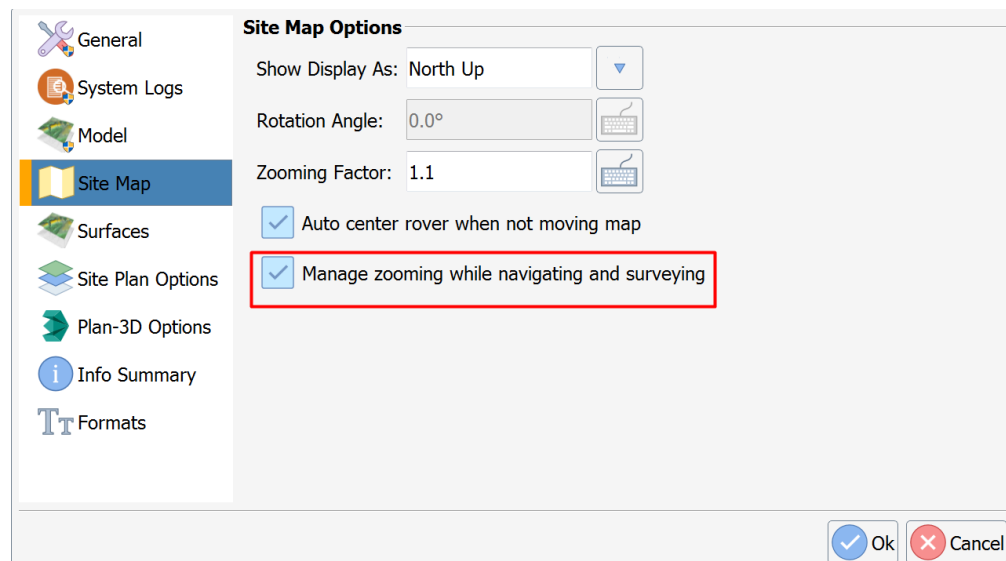 General
System Logs
Model
Site Map
Surfaces
Site Plan Options
Plan-3D Options
Info Summary
Formats
Site Map Options
Show Display As: North Up
Rotation Angle: 0.0°
Zooming Factor: 1.1
Auto center rover when not moving map
Manage zooming while navigating and surveying
Ok Cancel